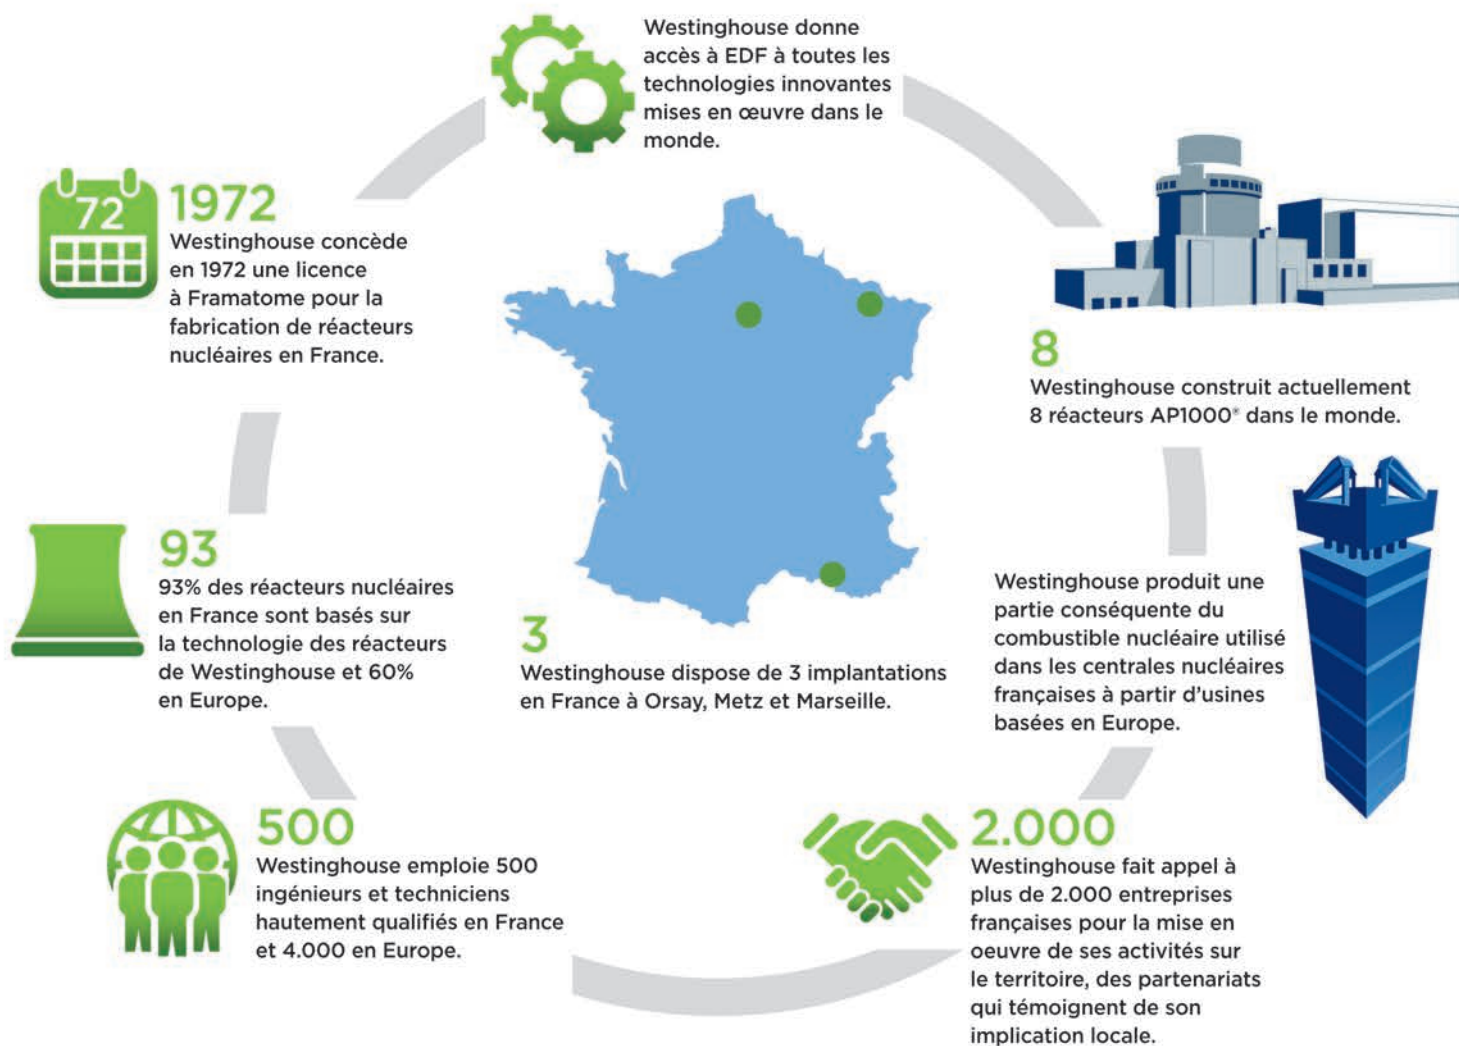 Westinghouse donne
accès à EDF à toutes les
technologies innovantes
mises en œuvre dans le
monde.
72
1972
Westinghouse concède
en 1972 une licence
à Framatome pour la
fabrication de réacteurs
nucléaires en France.
8
Westinghouse construit actuellement
8 réacteurs AP1000® dans le monde.
93
93% des réacteurs nucléaires
en France sont basés sur
la technologie des réacteurs
de Westinghouse et 60%
en Europe.
3
Westinghouse dispose de 3 implantations
en France à Orsay, Metz et Marseille.
Westinghouse produit une
partie conséquente du
combustible nucléaire utilisé
dans les centrales nucléaires
françaises à partir d’usines
basées en Europe.
500
Westinghouse emploie 500
ingénieurs et techniciens
hautement qualifiés en France
et 4.000 en Europe.
2.000
Westinghouse fait appel à
plus de 2.000 entreprises
françaises pour la mise en
oeuvre de ses activités sur
le territoire, des partenariats
qui témoignent de son
implication locale.